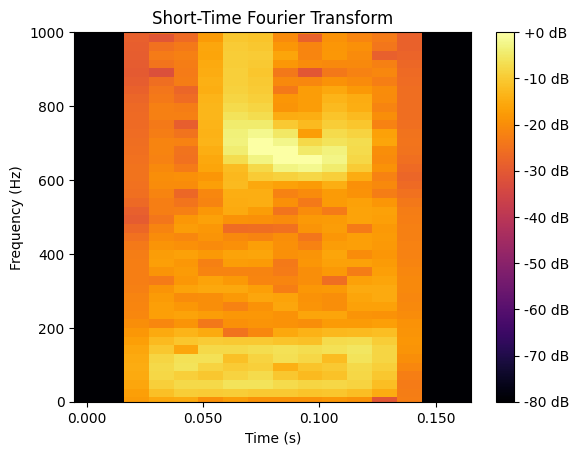 Short-Time Fourier Transform
1000
800
600
400
200
0
Frequency (Hz)
0.000
0.050
0.100
0.150
Time (s)
+0 dB
-10 dB
-20 dB
-30 dB
-40 dB
-50 dB
-60 dB
-70 dB
-80 dB